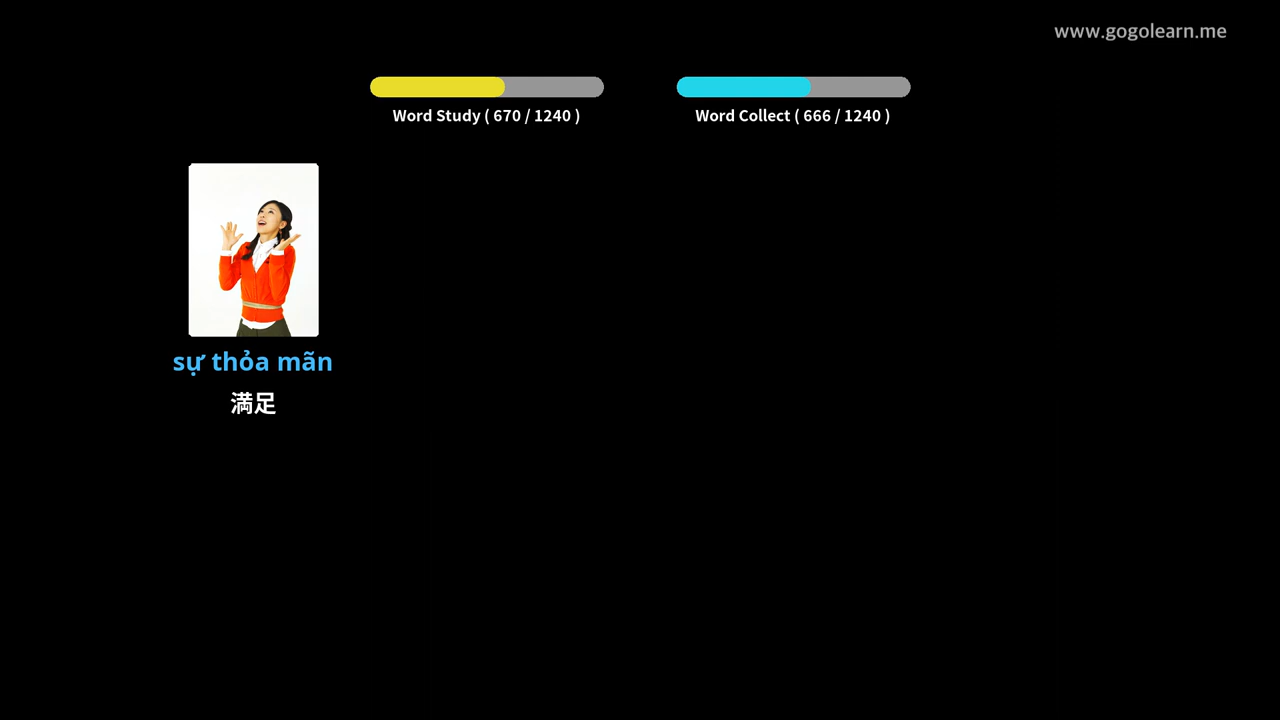 www.gogolearn.me
Word Study ( 670 / 1240 )
Word Collect ( 666 / 1240 )
sự thỏa mãn
満足